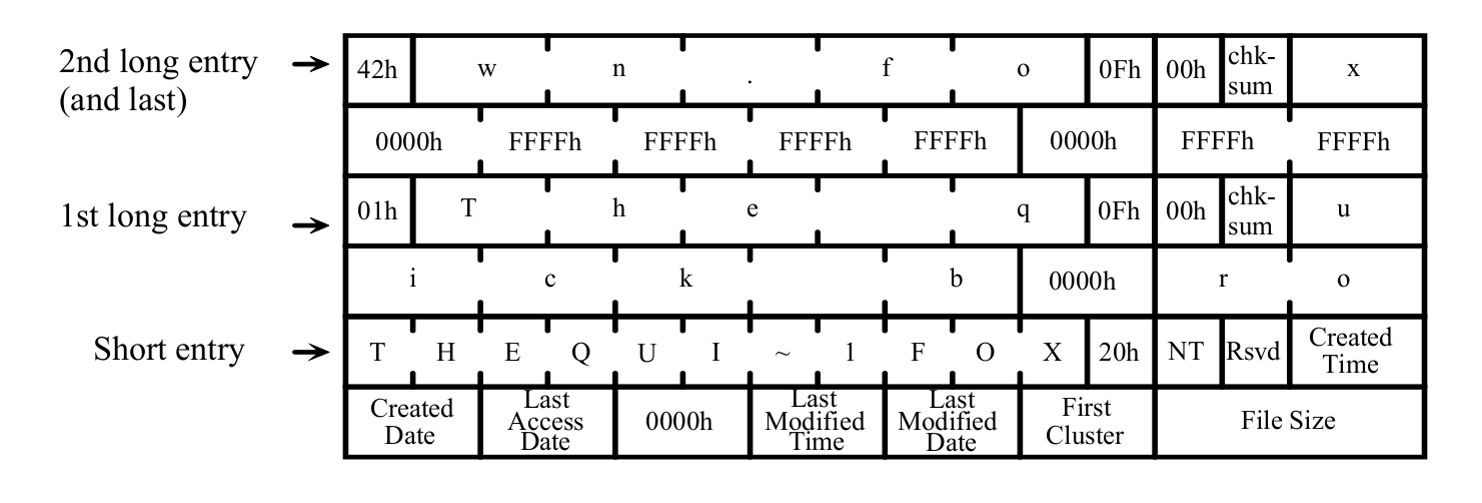 2nd long entry → 42h w n . f o 0Fh 00h chk-sum x
(and last)
0000h FFFFh FFFFh FFFFh FFFFh 0000h FFFFh FFFFh
1st long entry → 01h T h e q 0Fh 00h chk-sum u
i c k b 0000h r o
Short entry → T H E Q U I ~ 1 F O X 20h NT Rsvd Created Time
Created Date Last Access Date 0000h Last Modified Time Last Modified Date First Cluster File Size